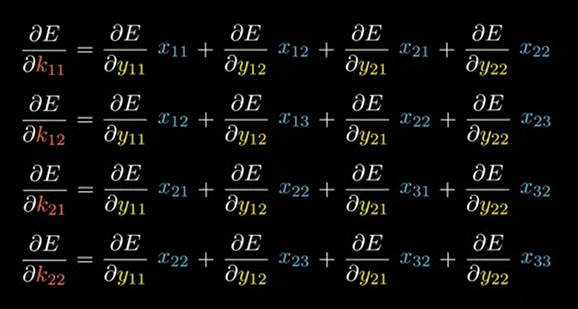 ∂E/∂k₁₁ = ∂E/∂y₁₁ x₁₁ + ∂E/∂y₁₂ x₁₂ + ∂E/∂y₂₁ x₂₁ + ∂E/∂y₂₂ x₂₂
∂E/∂k₁₂ = ∂E/∂y₁₁ x₁₂ + ∂E/∂y₁₂ x₁₃ + ∂E/∂y₂₁ x₂₂ + ∂E/∂y₂₂ x₂₃
∂E/∂k₂₁ = ∂E/∂y₁₁ x₂₁ + ∂E/∂y₁₂ x₂₂ + ∂E/∂y₂₁ x₃₁ + ∂E/∂y₂₂ x₃₂
∂E/∂k₂₂ = ∂E/∂y₁₁ x₂₂ + ∂E/∂y₁₂ x₂₃ + ∂E/∂y₂₁ x₃₂ + ∂E/∂y₂₂ x₃₃